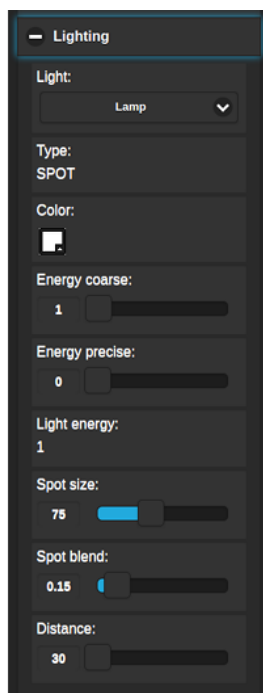 Lighting
Light:
Lamp
Type:
SPOT
Color:
Energy coarse:
1
Energy precise:
0
Light energy:
1
Spot size:
75
Spot blend:
0.15
Distance:
30